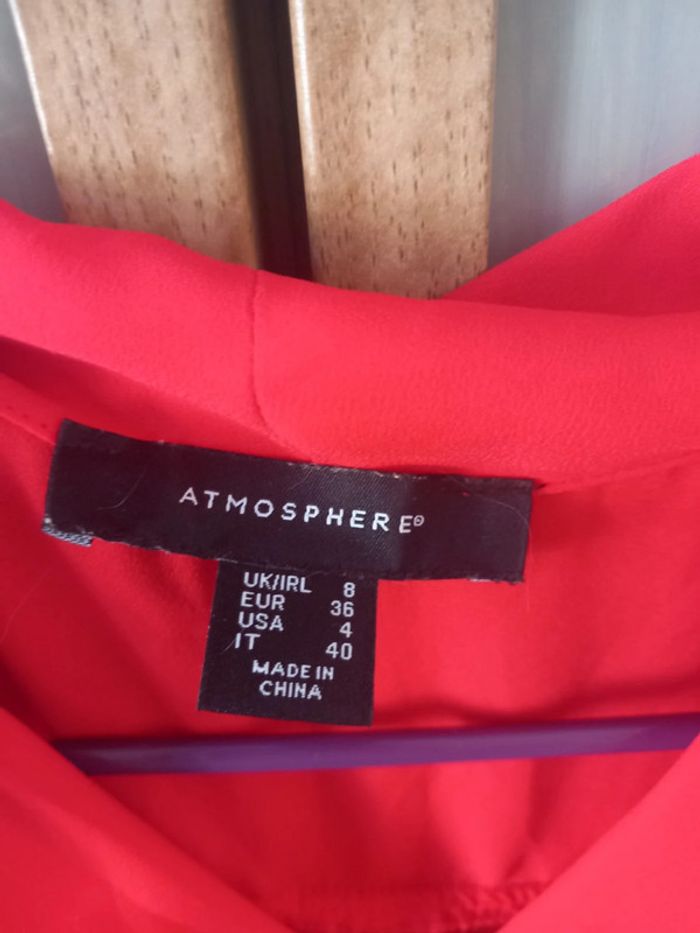 ATMOSPHERE®
UK/IRL 8
EUR 36
USA 4
IT 40
MADE IN
CHINA